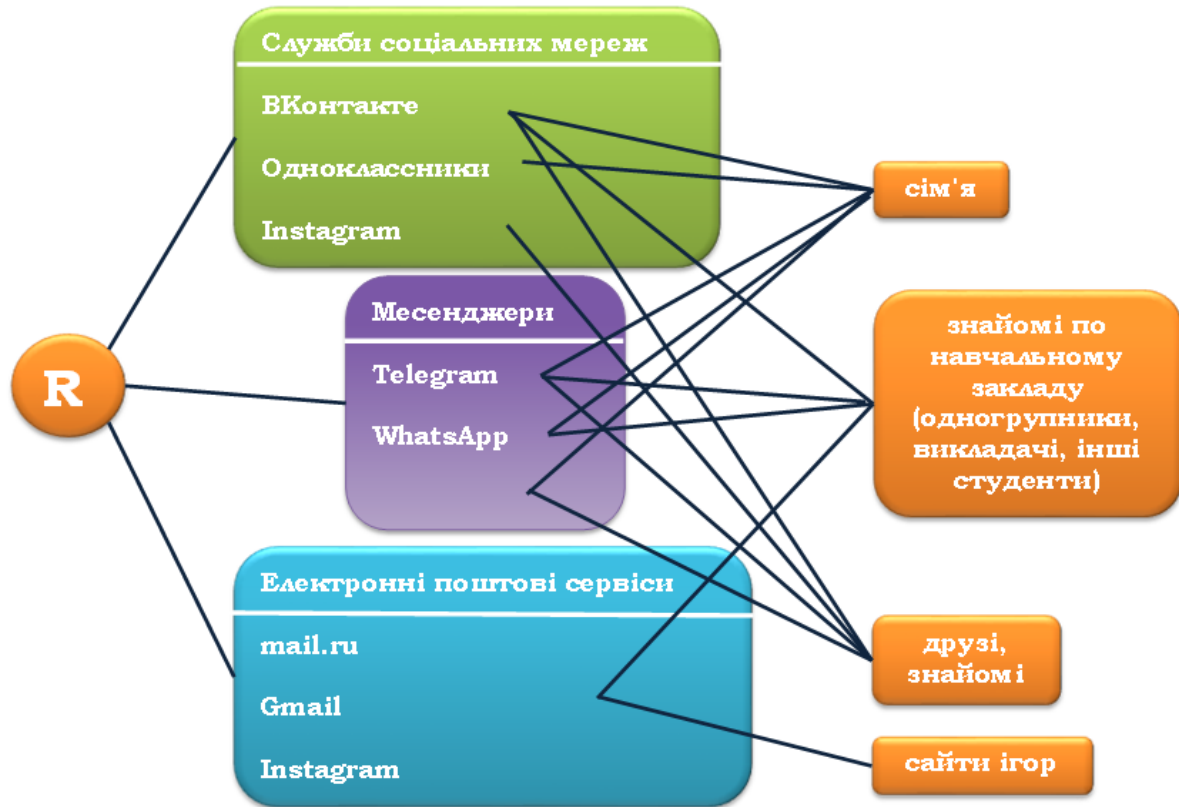 Служби соціальних мереж
ВКонтакте
Одноклассники
Instagram
R
Месенджери
Telegram
WhatsApp
Електронні поштові сервіси
mail.ru
Gmail
Instagram
сім'я
знайомі по
навчальному
закладу
(одногрупники,
викладачі, інші
студенти)
друзі,
знайомі
сайти ігор